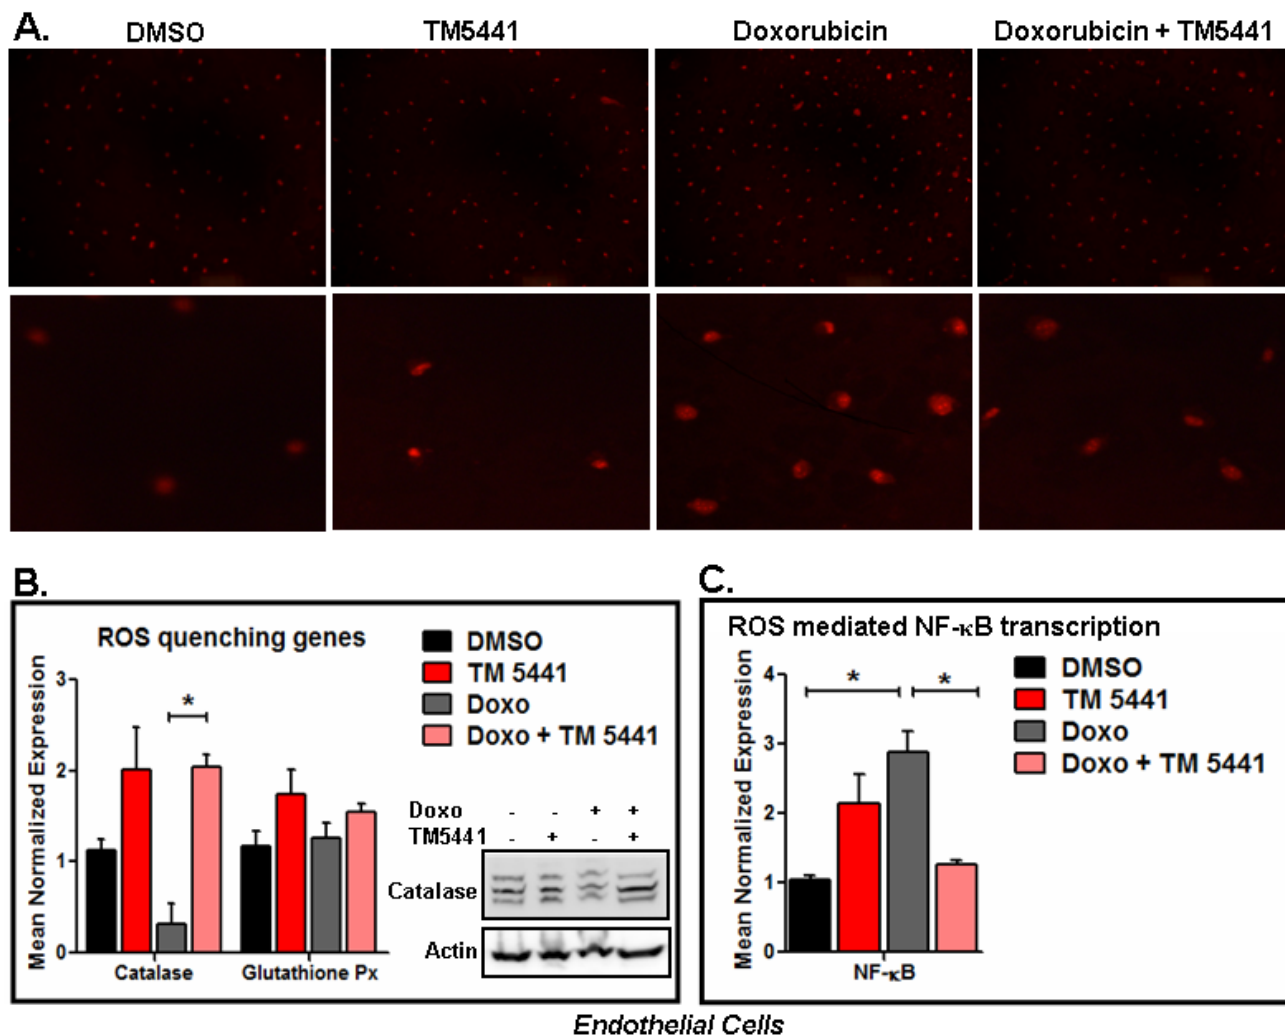 A.
DMSO TM5441 Doxorubicin Doxorubicin + TM5441
B.
ROS quenching genes
DMSO
TM 5441
Doxo
Doxo + TM 5441
Mean Normalized Expression
3
2
1
0
*
Catalase Glutathione Px
Doxo - - + +
TM5441 - + - +
Catalase
Actin
C.
ROS mediated NF-κB transcription
DMSO
TM 5441
Doxo
Doxo + TM 5441
Mean Normalized Expression
4
3
2
1
0
* *
NF-κB
Endothelial Cells